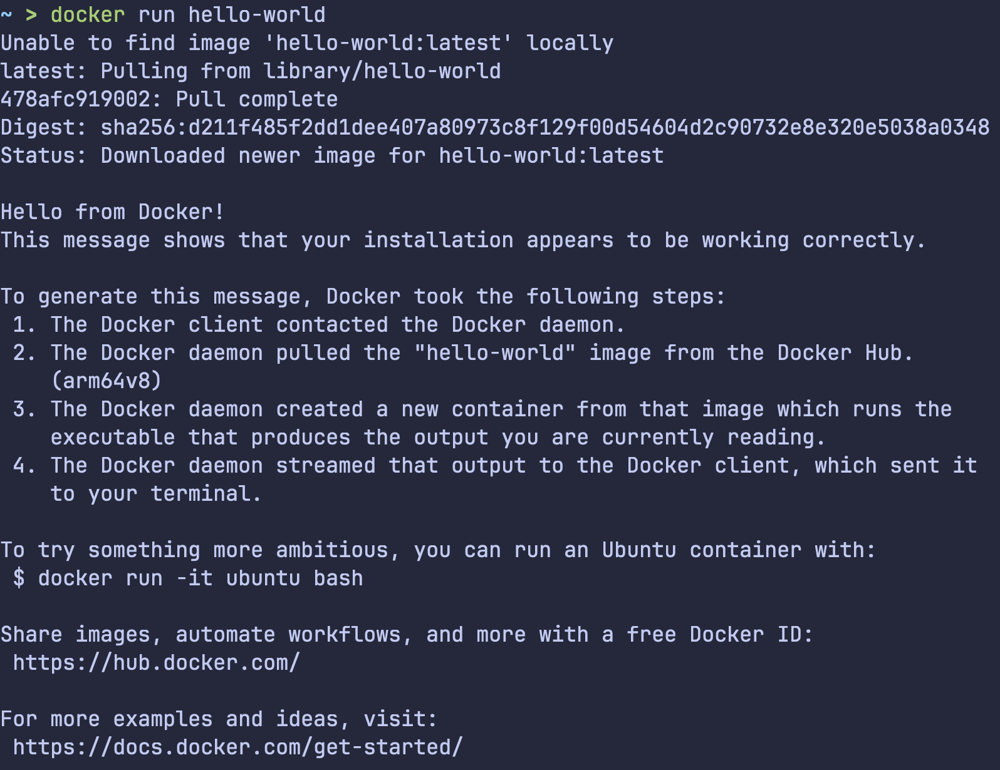 ~ > docker run hello-world
Unable to find image 'hello-world:latest' locally
latest: Pulling from library/hello-world
478afc919002: Pull complete
Digest: sha256:d211f485f2dd1dee407a80973c8f129f00d54604d2c90732e8e320e5038a0348
Status: Downloaded newer image for hello-world:latest

Hello from Docker!
This message shows that your installation appears to be working correctly.

To generate this message, Docker took the following steps:
 1. The Docker client contacted the Docker daemon.
 2. The Docker daemon pulled the "hello-world" image from the Docker Hub.
    (arm64v8)
 3. The Docker daemon created a new container from that image which runs the
    executable that produces the output you are currently reading.
 4. The Docker daemon streamed that output to the Docker client, which sent it
    to your terminal.

To try something more ambitious, you can run an Ubuntu container with:
 $ docker run -it ubuntu bash

Share images, automate workflows, and more with a free Docker ID:
 https://hub.docker.com/

For more examples and ideas, visit:
 https://docs.docker.com/get-started/